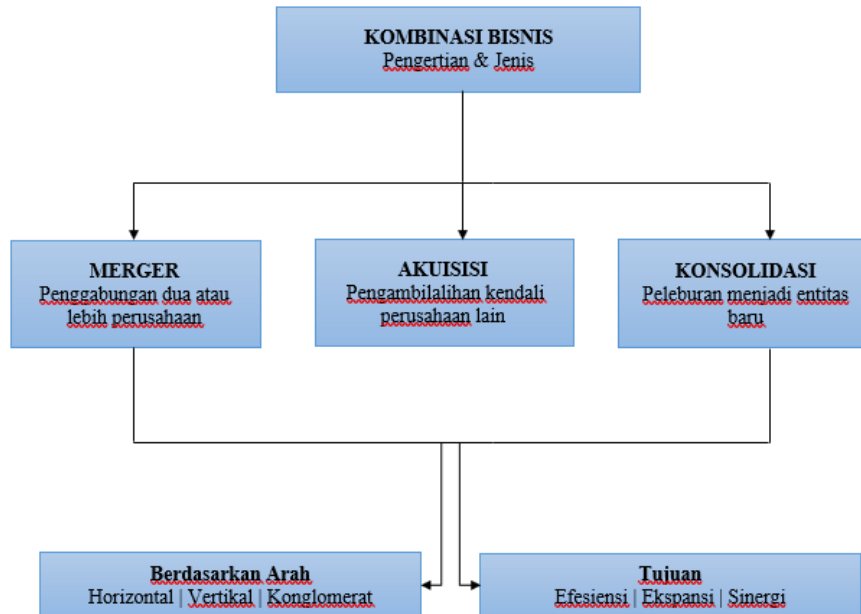 KOMBINASI BISNIS
Pengertian & Jenis
MERGER
Penggabungan dua atau
lebih perusahaan
AKUISISI
Pengambilalihan kendali
perusahaan lain
KONSOLIDASI
Peleburan menjadi entitas
baru
Berdasarkan Arah
Horizontal | Vertikal | Konglomerat
Tujuan
Efesiensi | Ekspansi | Sinergi